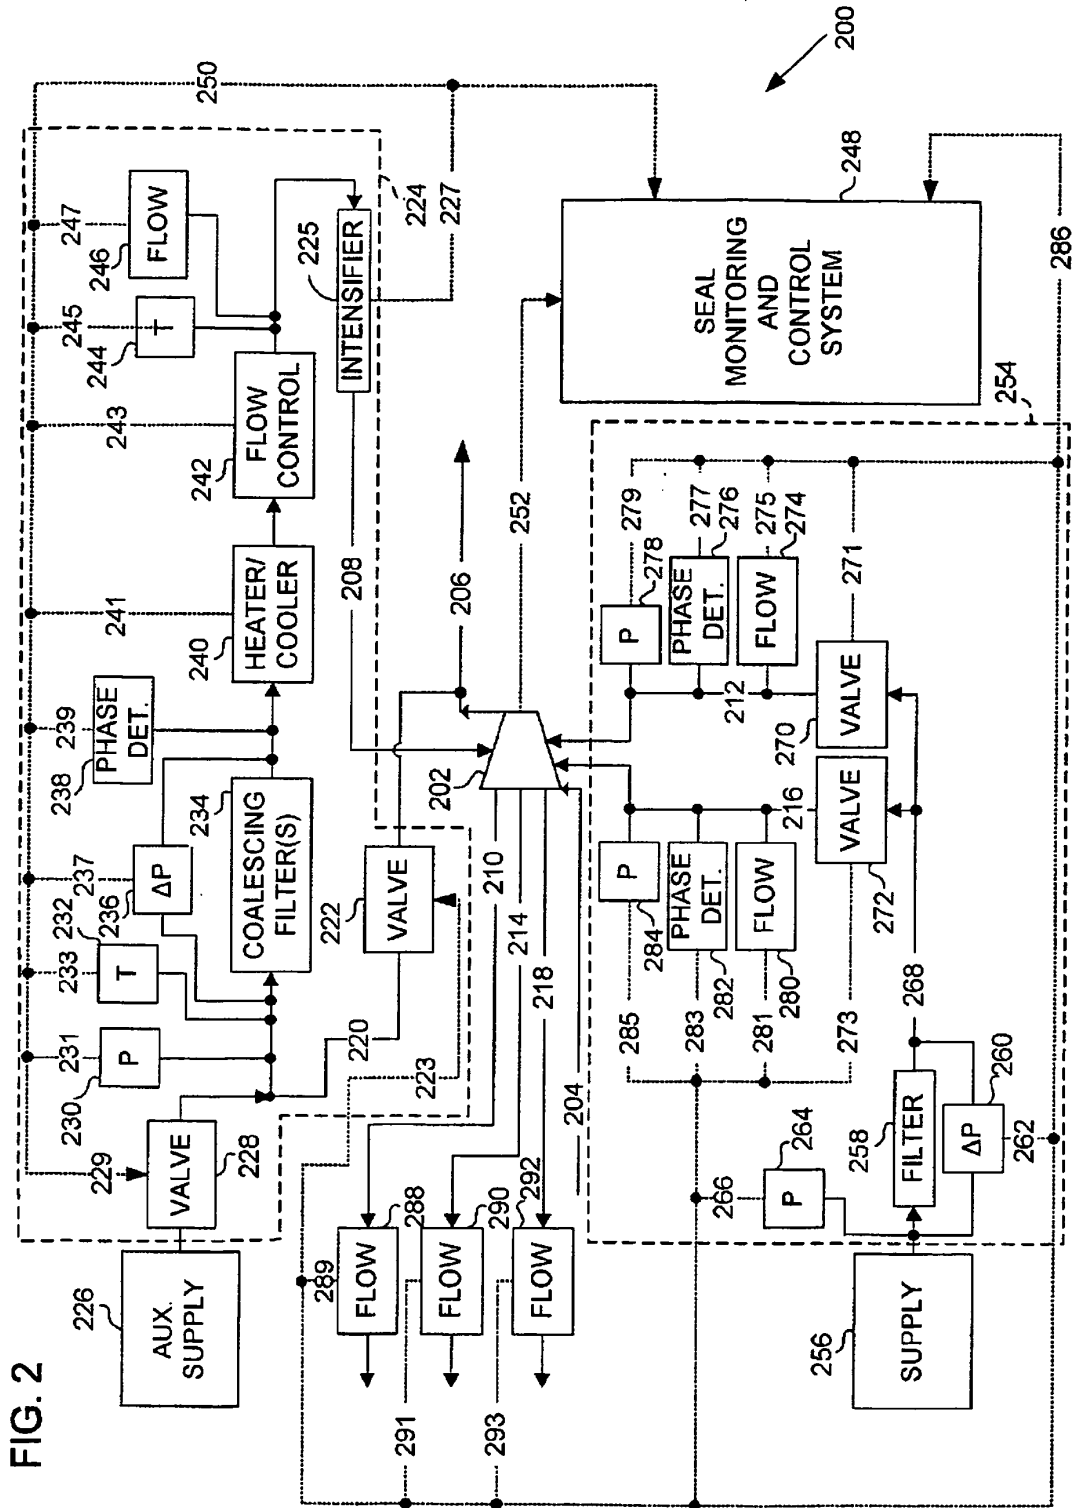 FIG. 2
200
226
AUX.
SUPPLY
229
VALVE
228
231
230
P
233
232
T
237
236
ΔP
234
COALESCING
FILTER(S)
239
238
PHASE
DET.
241
240
HEATER/
COOLER
243
242
FLOW
CONTROL
245
244
T
247
246
FLOW
250
225
INTENSIFIER
224
227
208
220
223
222
VALVE
206
202
210
214
218
204
252
248
SEAL
MONITORING
AND
CONTROL
SYSTEM
286
254
289
288
FLOW
291
290
FLOW
293
292
FLOW
256
SUPPLY
266
264
P
258
FILTER
260
ΔP
262
268
285
284
P
283
282
PHASE
DET.
281
280
FLOW
273
272
VALVE
216
270
VALVE
271
212
279
278
P
277
276
PHASE
DET.
275
274
FLOW